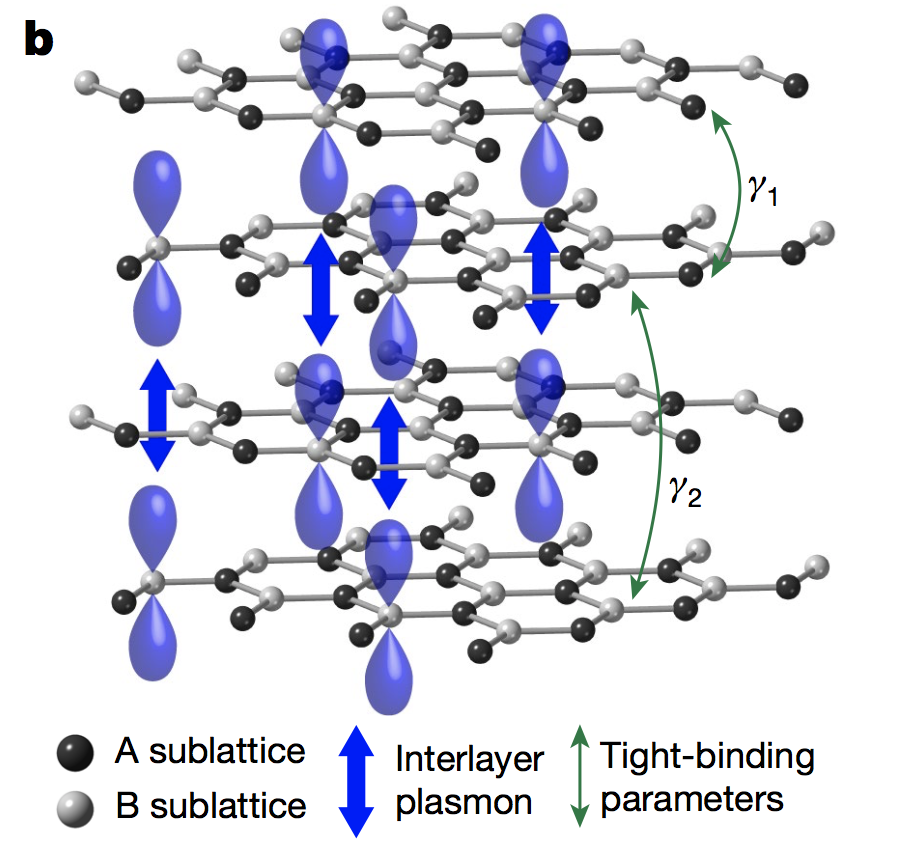 b
γ1
γ2
A sublattice
B sublattice
Interlayer
plasmon
Tight-binding
parameters